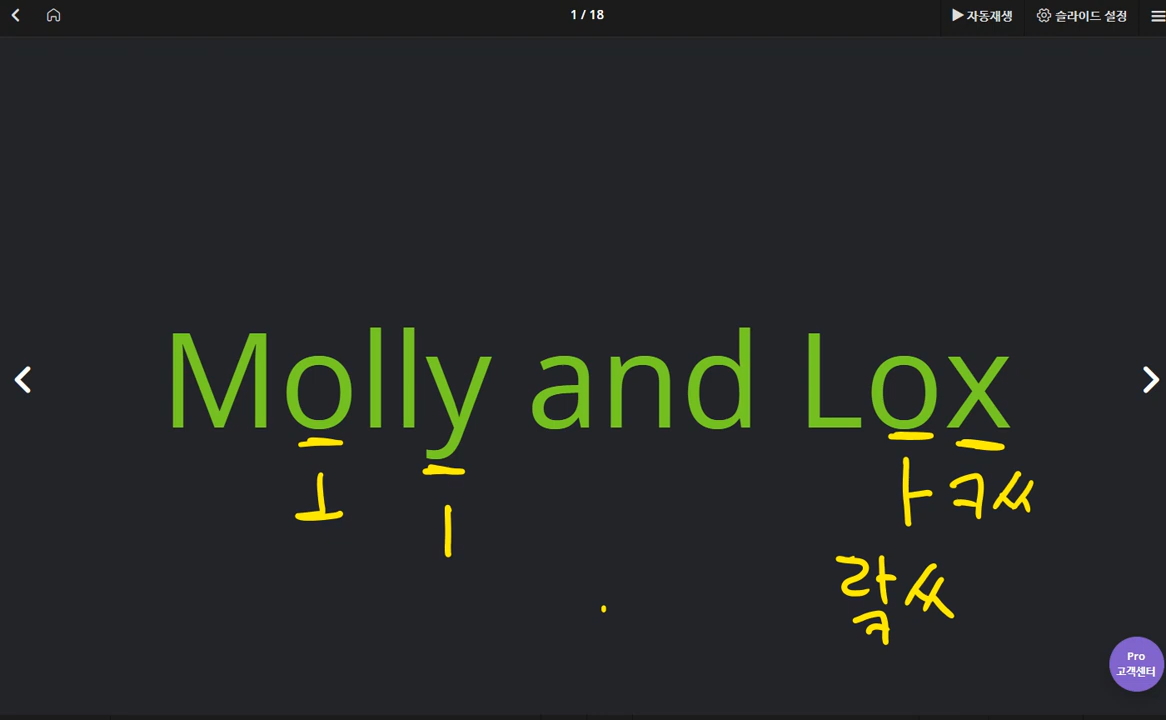 1 / 18
자동재생
슬라이드 설정
Molly and Lox
ㅗ ㅣ ㅏ ㅋㅆ
락ㅆ
Pro
고객센터